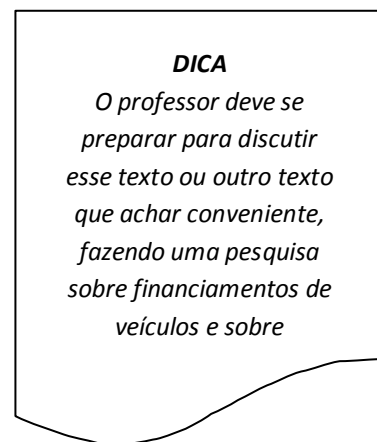 DICA
O professor deve se
preparar para discutir
esse texto ou outro texto
que achar conveniente,
fazendo uma pesquisa
sobre financiamentos de
veículos e sobre